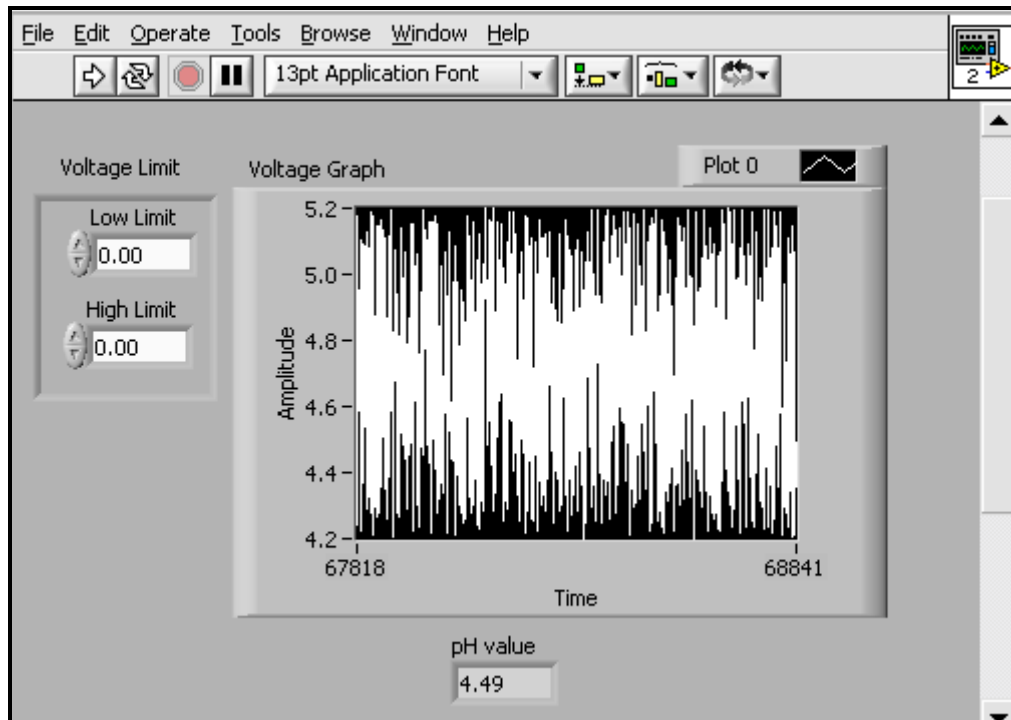 File Edit Operate Tools Browse Window Help
13pt Application Font
2
Voltage Limit
Low Limit
0.00
High Limit
0.00
Voltage Graph
Plot 0
Amplitude
5.2
5.0
4.8
4.6
4.4
4.2
67818 68841
Time
pH value
4.49